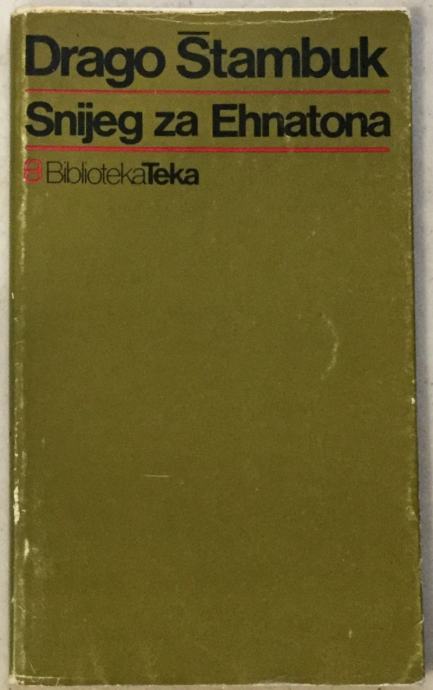 Drago Štambuk
Snijeg za Ehnatona
BibliotekaTeka